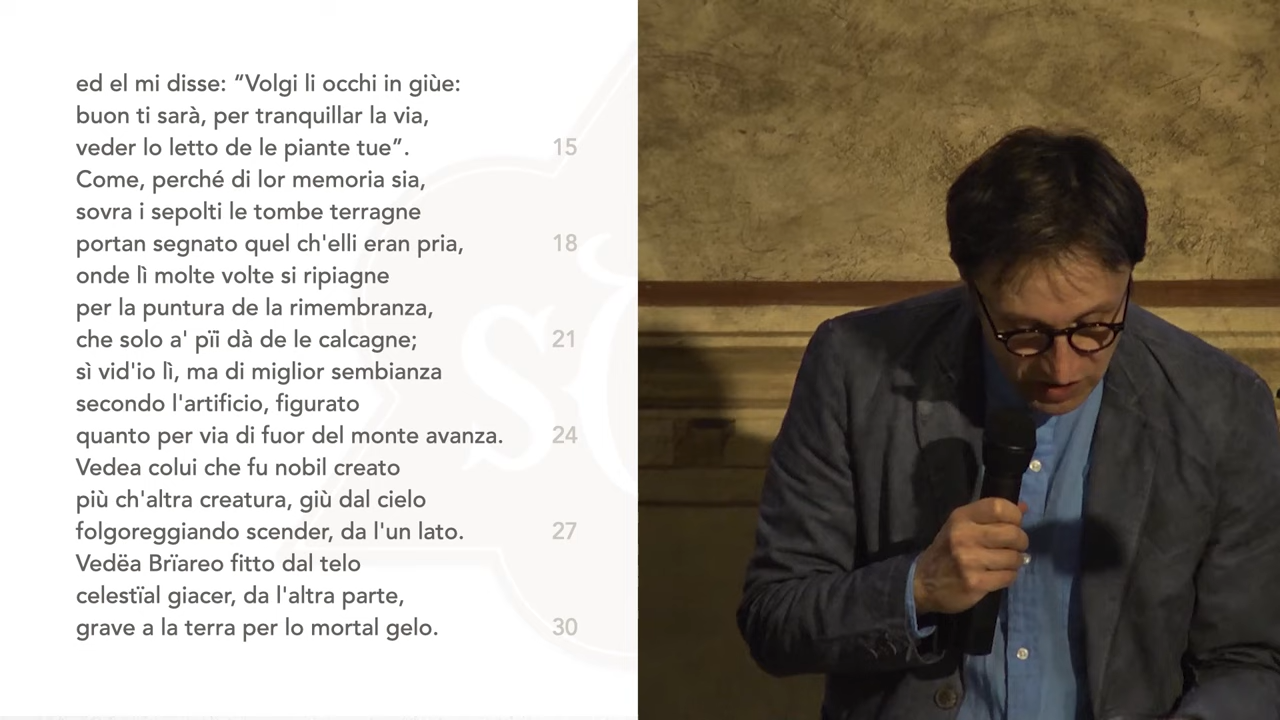 ed el mi disse: ”Volgi li occhi in giùe:
buon ti sarà, per tranquillar la via,
veder lo letto de le piante tue”. 15
Come, perché di lor memoria sia,
sovra i sepolti le tombe terragne
portan segnato quel ch'elli eran pria, 18
onde lì molte volte si ripiagne
per la puntura de la rimembranza,
che solo a' pïi dà de le calcagne; 21
sì vid'io lì, ma di miglior sembianza
secondo l'artificio, figurato
quanto per via di fuor del monte avanza. 24
Vedea colui che fu nobil creato
più ch'altra creatura, giù dal cielo
folgoreggiando scender, da l'un lato. 27
Vedëa Brïareo fitto dal telo
celestïal giacer, da l'altra parte,
grave a la terra per lo mortal gelo. 30